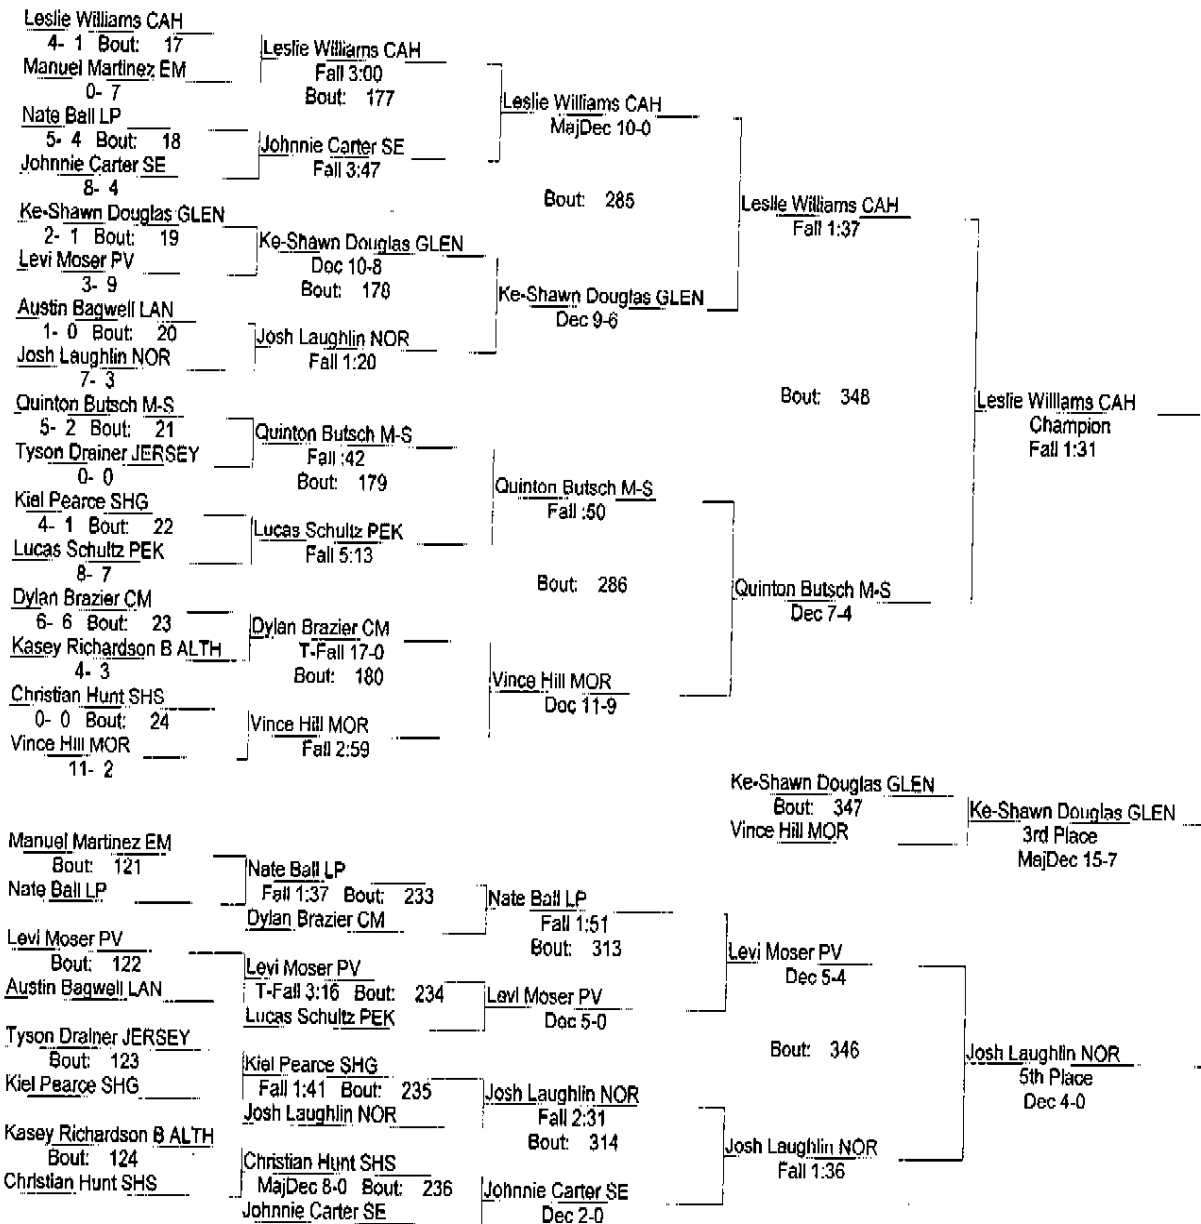 Leslie Williams CAH
4- 1 Bout: 17
Manuel Martinez EM
0- 7
Nate Ball LP
5- 4 Bout: 18
Johnnie Carter SE
8- 4
Ke-Shawn Douglas GLEN
2- 1 Bout: 19
Levi Moser PV
3- 9
Austin Bagwell LAN
1- 0 Bout: 20
Josh Laughlin NOR
7- 3
Quinton Butsch M-S
5- 2 Bout: 21
Tyson Drainer JERSEY
0- 0
Kiel Pearce SHG
4- 1 Bout: 22
Lucas Schultz PEK
8- 7
Dylan Brazier CM
6- 6 Bout: 23
Kasey Richardson B ALTH
4- 3
Christian Hunt SHS
0- 0 Bout: 24
Vince Hill MOR
11- 2
Leslie Williams CAH
Fall 3:00
Bout: 177
Johnnie Carter SE
Fall 3:47
Ke-Shawn Douglas GLEN
Dec 10-8
Bout: 178
Josh Laughlin NOR
Fall 1:20
Quinton Butsch M-S
Fall :42
Bout: 179
Lucas Schultz PEK
Fall 5:13
Dylan Brazier CM
T-Fall 17-0
Bout: 180
Vince Hill MOR
Fall 2:59
Leslie Williams CAH
MajDec 10-0
Bout: 285
Ke-Shawn Douglas GLEN
Dec 9-6
Quinton Butsch M-S
Fall :50
Bout: 286
Vince Hill MOR
Dec 11-9
Leslie Williams CAH
Fall 1:37
Bout: 348
Quinton Butsch M-S
Dec 7-4
Leslie Williams CAH
Champion
Fall 1:31
Ke-Shawn Douglas GLEN
Bout: 347
Vince Hill MOR
Ke-Shawn Douglas GLEN
3rd Place
MajDec 15-7
Manuel Martinez EM
Bout: 121
Nate Ball LP
Levi Moser PV
Bout: 122
Austin Bagwell LAN
Tyson Drainer JERSEY
Bout: 123
Kiel Pearce SHG
Kasey Richardson B ALTH
Bout: 124
Christian Hunt SHS
Nate Ball LP
Fall 1:37 Bout: 233
Dylan Brazier CM
Levi Moser PV
T-Fall 3:16 Bout: 234
Lucas Schultz PEK
Kiel Pearce SHG
Fall 1:41 Bout: 235
Josh Laughlin NOR
Christian Hunt SHS
MajDec 8-0 Bout: 236
Johnnie Carter SE
Nate Ball LP
Fall 1:51
Bout: 313
Levi Moser PV
Dec 5-0
Josh Laughlin NOR
Fall 2:31
Bout: 314
Johnnie Carter SE
Dec 2-0
Levi Moser PV
Dec 5-4
Bout: 346
Josh Laughlin NOR
Fall 1:36
Josh Laughlin NOR
5th Place
Dec 4-0